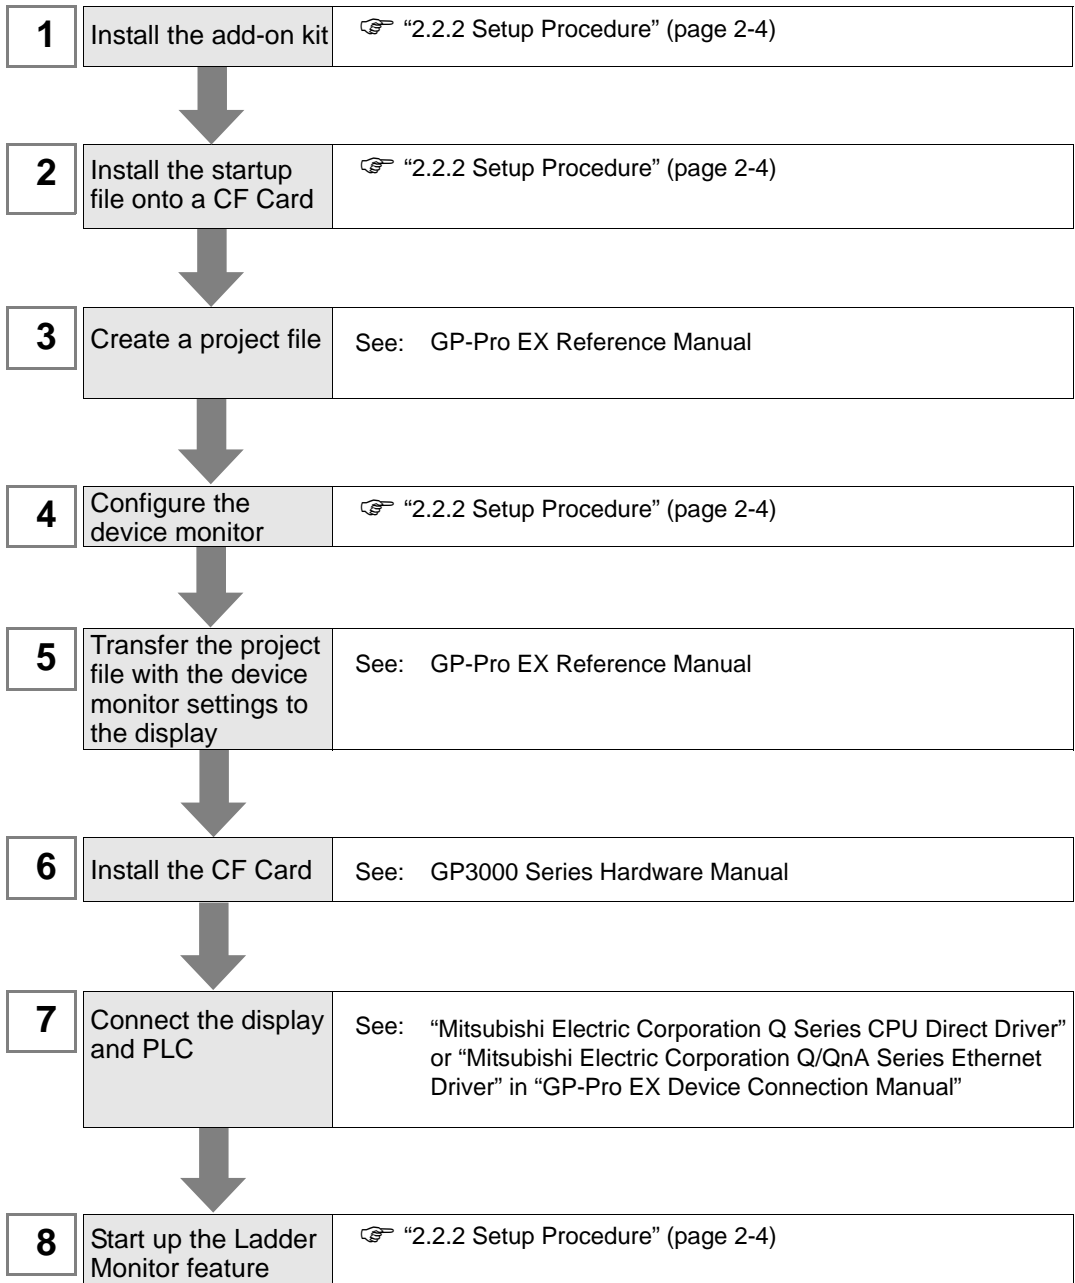 1
Install the add-on kit
☞ “2.2.2 Setup Procedure” (page 2-4)
2
Install the startup
file onto a CF Card
☞ “2.2.2 Setup Procedure” (page 2-4)
3
Create a project file
See: GP-Pro EX Reference Manual
4
Configure the
device monitor
☞ “2.2.2 Setup Procedure” (page 2-4)
5
Transfer the project
file with the device
monitor settings to
the display
See: GP-Pro EX Reference Manual
6
Install the CF Card
See: GP3000 Series Hardware Manual
7
Connect the display
and PLC
See: “Mitsubishi Electric Corporation Q Series CPU Direct Driver”
or “Mitsubishi Electric Corporation Q/QnA Series Ethernet
Driver” in “GP-Pro EX Device Connection Manual”
8
Start up the Ladder
Monitor feature
☞ “2.2.2 Setup Procedure” (page 2-4)